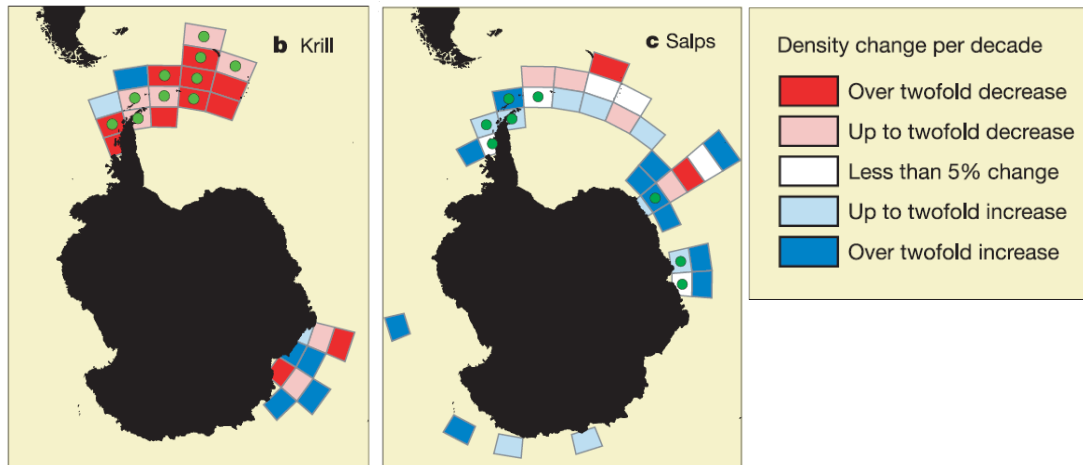 b Krill
c Salps
Density change per decade
Over twofold decrease
Up to twofold decrease
Less than 5% change
Up to twofold increase
Over twofold increase